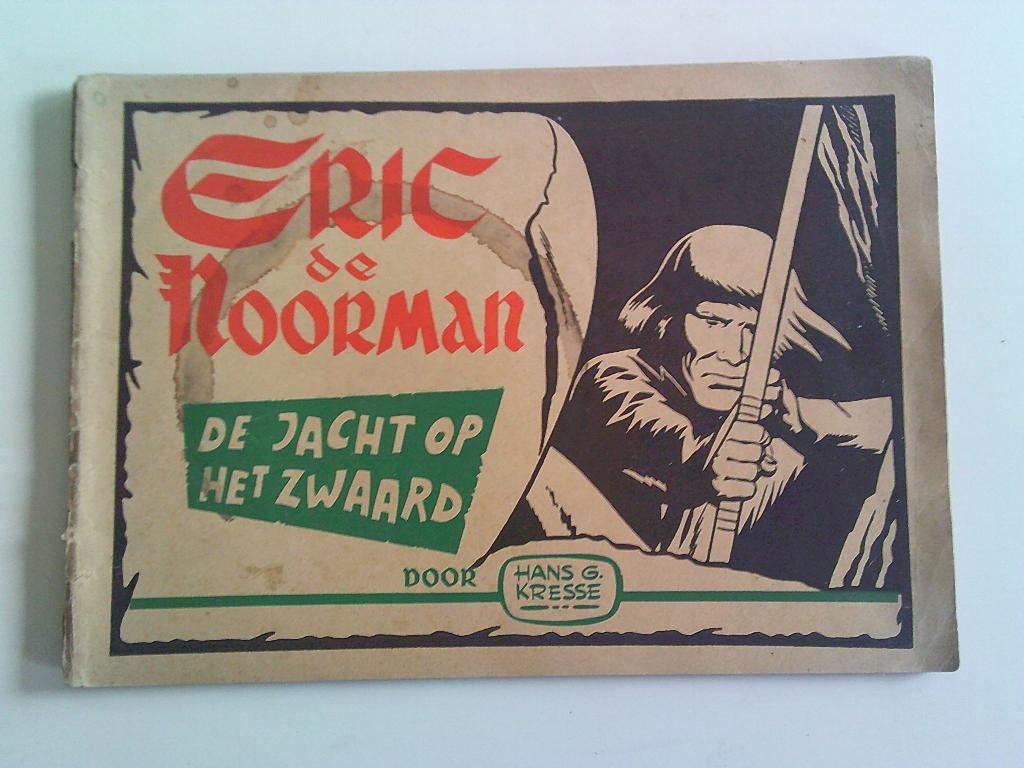 ERIC
de
NOORMAN
DE JACHT OP
HET ZWAARD
DOOR
HANS G.
KRESSE